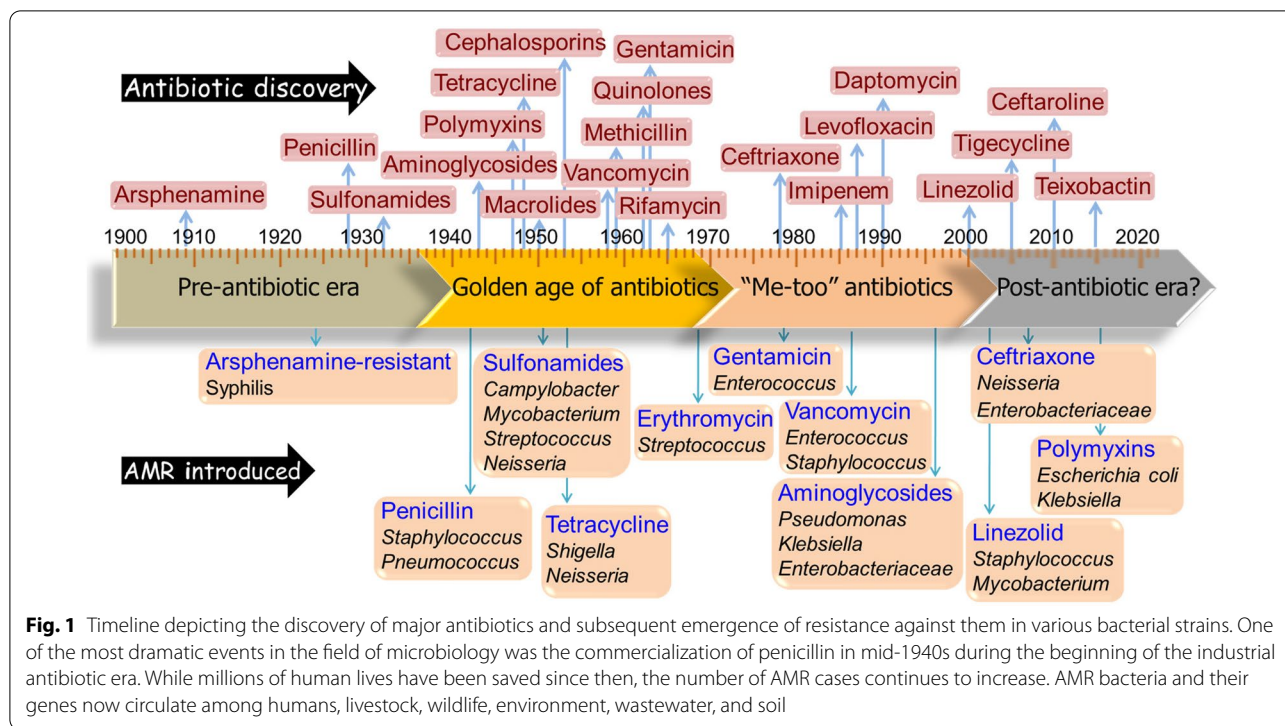 Antibiotic discovery
Cephalosporins
Gentamicin
Tetracycline
Quinolones
Daptomycin
Ceftaroline
Polymyxins
Methicillin
Levofloxacin
Tigecycline
Penicillin
Aminoglycosides
Vancomycin
Ceftriaxone
Arsphenamine
Sulfonamides
Macrolides
Rifamycin
Imipenem
Linezolid
Teixobactin
1900 1910 1920 1930 1940 1950 1960 1970 1980 1990 2000 2010 2020
Pre-antibiotic era
Golden age of antibiotics
"Me-too" antibiotics
Post-antibiotic era?
AMR introduced
Arsphenamine-resistant
Syphilis
Penicillin
Staphylococcus
Pneumococcus
Sulfonamides
Campylobacter
Mycobacterium
Streptococcus
Neisseria
Tetracycline
Shigella
Neisseria
Erythromycin
Streptococcus
Gentamicin
Enterococcus
Vancomycin
Enterococcus
Staphylococcus
Aminoglycosides
Pseudomonas
Klebsiella
Enterobacteriaceae
Ceftriaxone
Neisseria
Enterobacteriaceae
Polymyxins
Escherichia coli
Klebsiella
Linezolid
Staphylococcus
Mycobacterium
Fig. 1 Timeline depicting the discovery of major antibiotics and subsequent emergence of resistance against them in various bacterial strains. One
of the most dramatic events in the field of microbiology was the commercialization of penicillin in mid-1940s during the beginning of the industrial
antibiotic era. While millions of human lives have been saved since then, the number of AMR cases continues to increase. AMR bacteria and their
genes now circulate among humans, livestock, wildlife, environment, wastewater, and soil